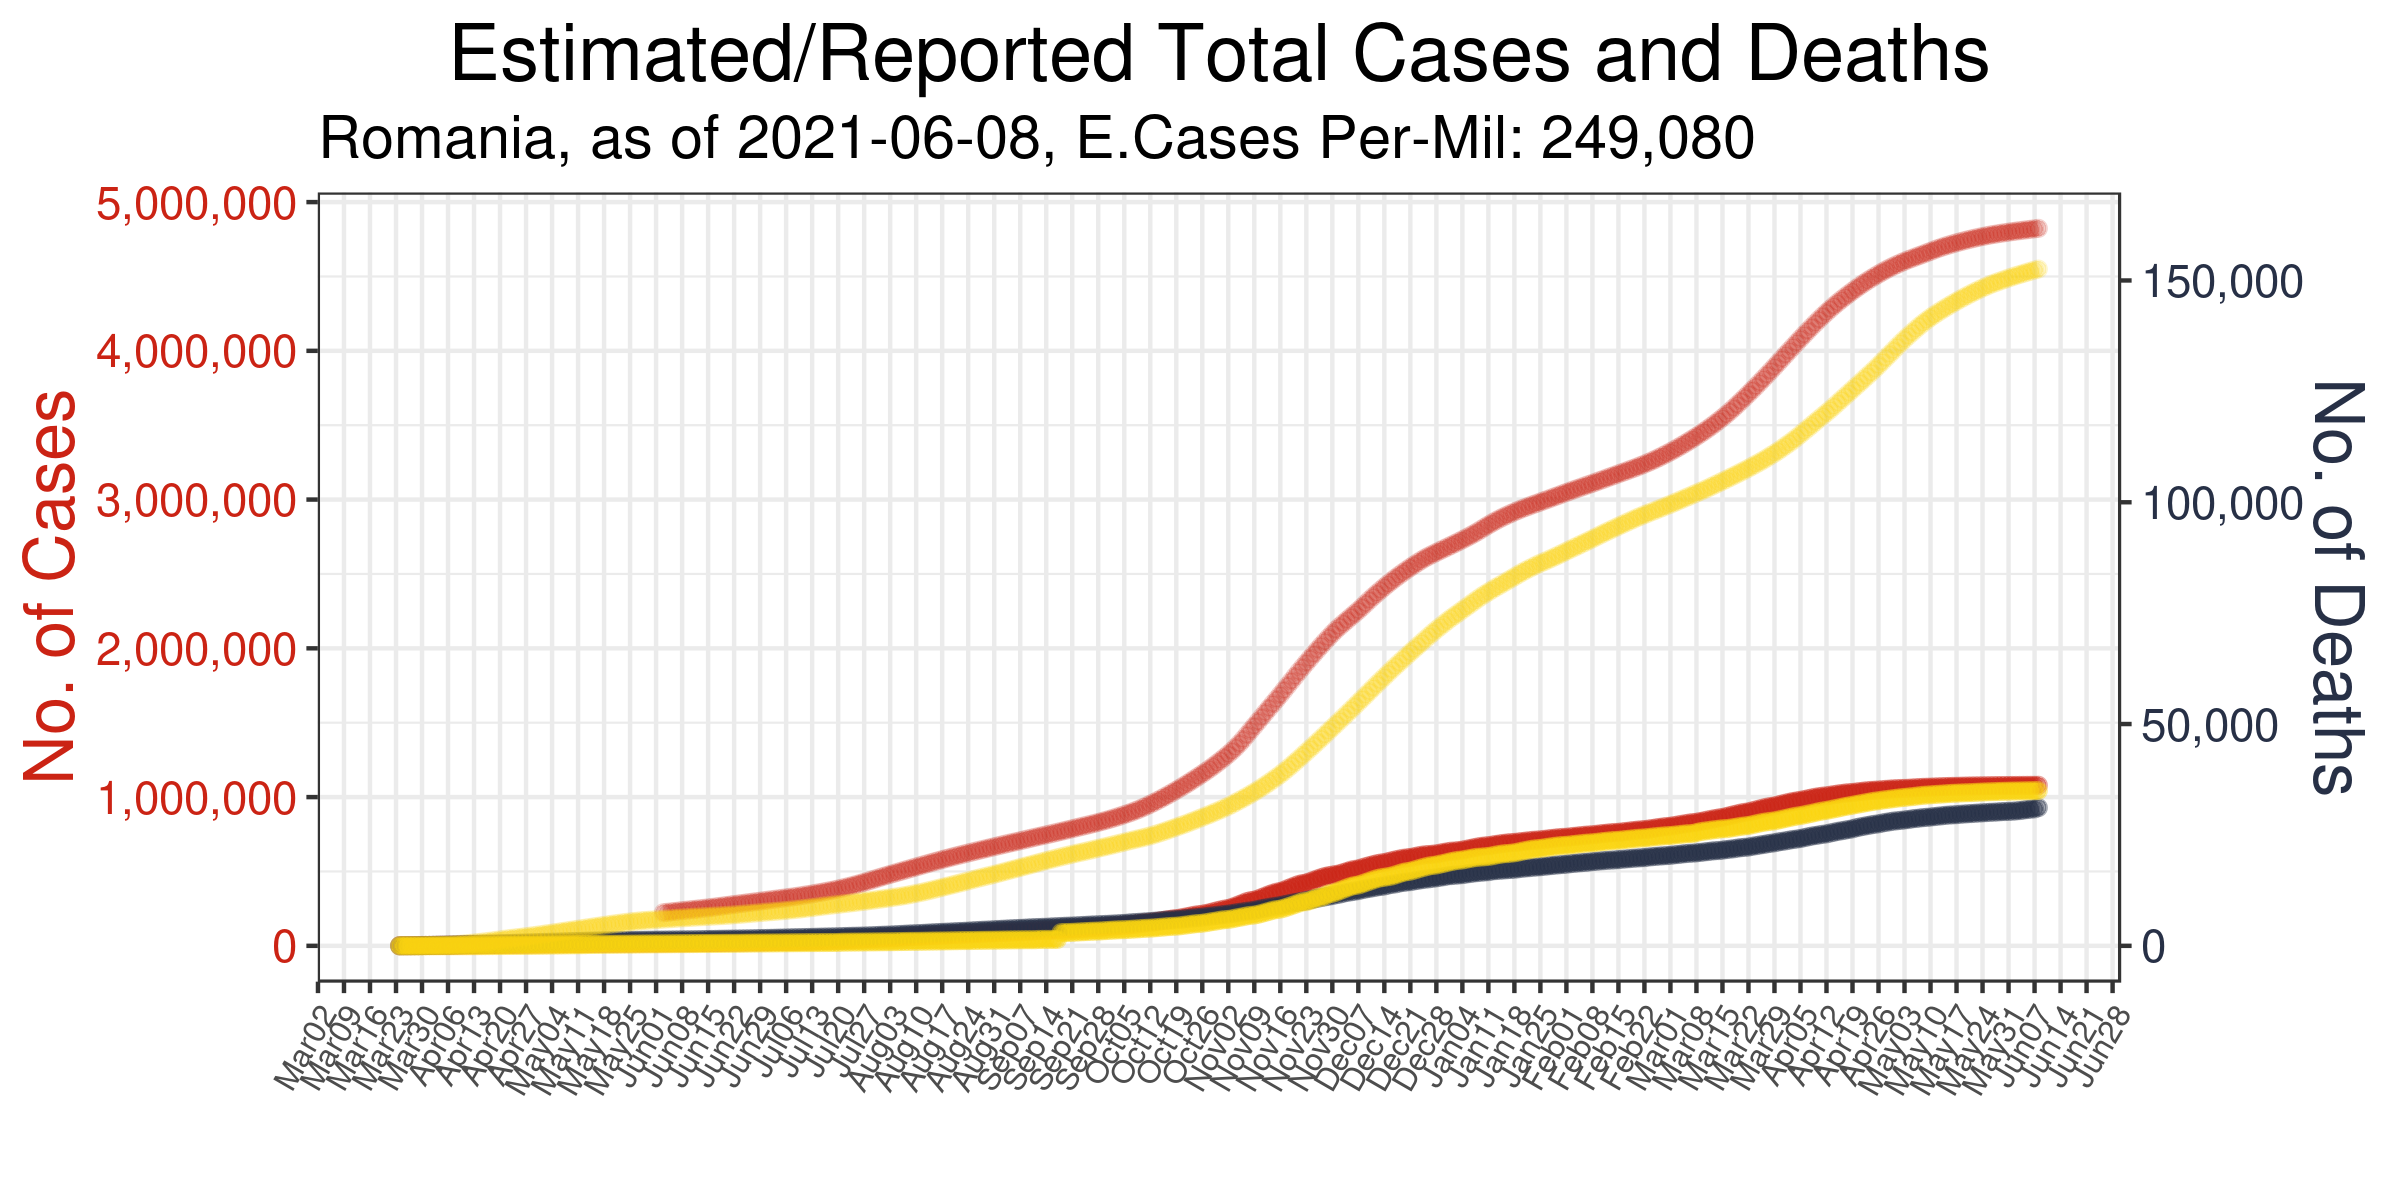 Estimated/Reported Total Cases and Deaths
Romania, as of 2021-06-08, E.Cases Per-Mil: 249,080
No. of Cases
5,000,000
4,000,000
3,000,000
2,000,000
1,000,000
0
150,000
100,000
50,000
0
No. of Deaths
Mar02
Mar09
Mar16
Mar23
Mar30
Apr06
Apr13
Apr20
Apr27
May04
May11
May18
May25
Jun01
Jun08
Jun15
Jun22
Jun29
Jul06
Jul13
Jul20
Jul27
Aug03
Aug10
Aug17
Aug24
Aug31
Sep07
Sep14
Sep21
Sep28
Oct05
Oct12
Oct19
Oct26
Nov02
Nov09
Nov16
Nov23
Nov30
Dec07
Dec14
Dec21
Dec28
Jan04
Jan11
Jan18
Jan25
Feb01
Feb08
Feb15
Feb22
Mar01
Mar08
Mar15
Mar22
Mar29
Apr05
Apr12
Apr19
Apr26
May03
May10
May17
May24
May31
Jun07
Jun14
Jun21
Jun28